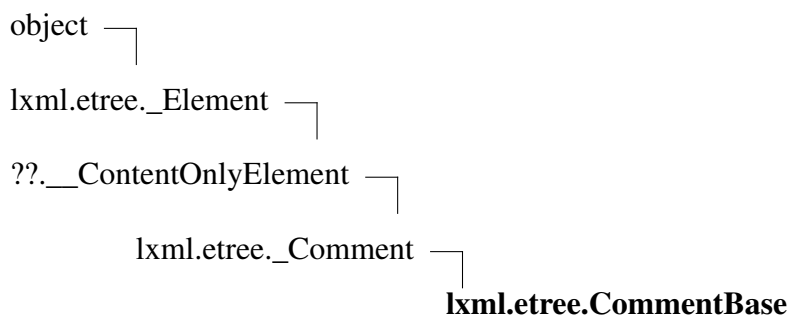 object
lxml.etree._Element
??.__ContentOnlyElement
lxml.etree._Comment
lxml.etree.CommentBase